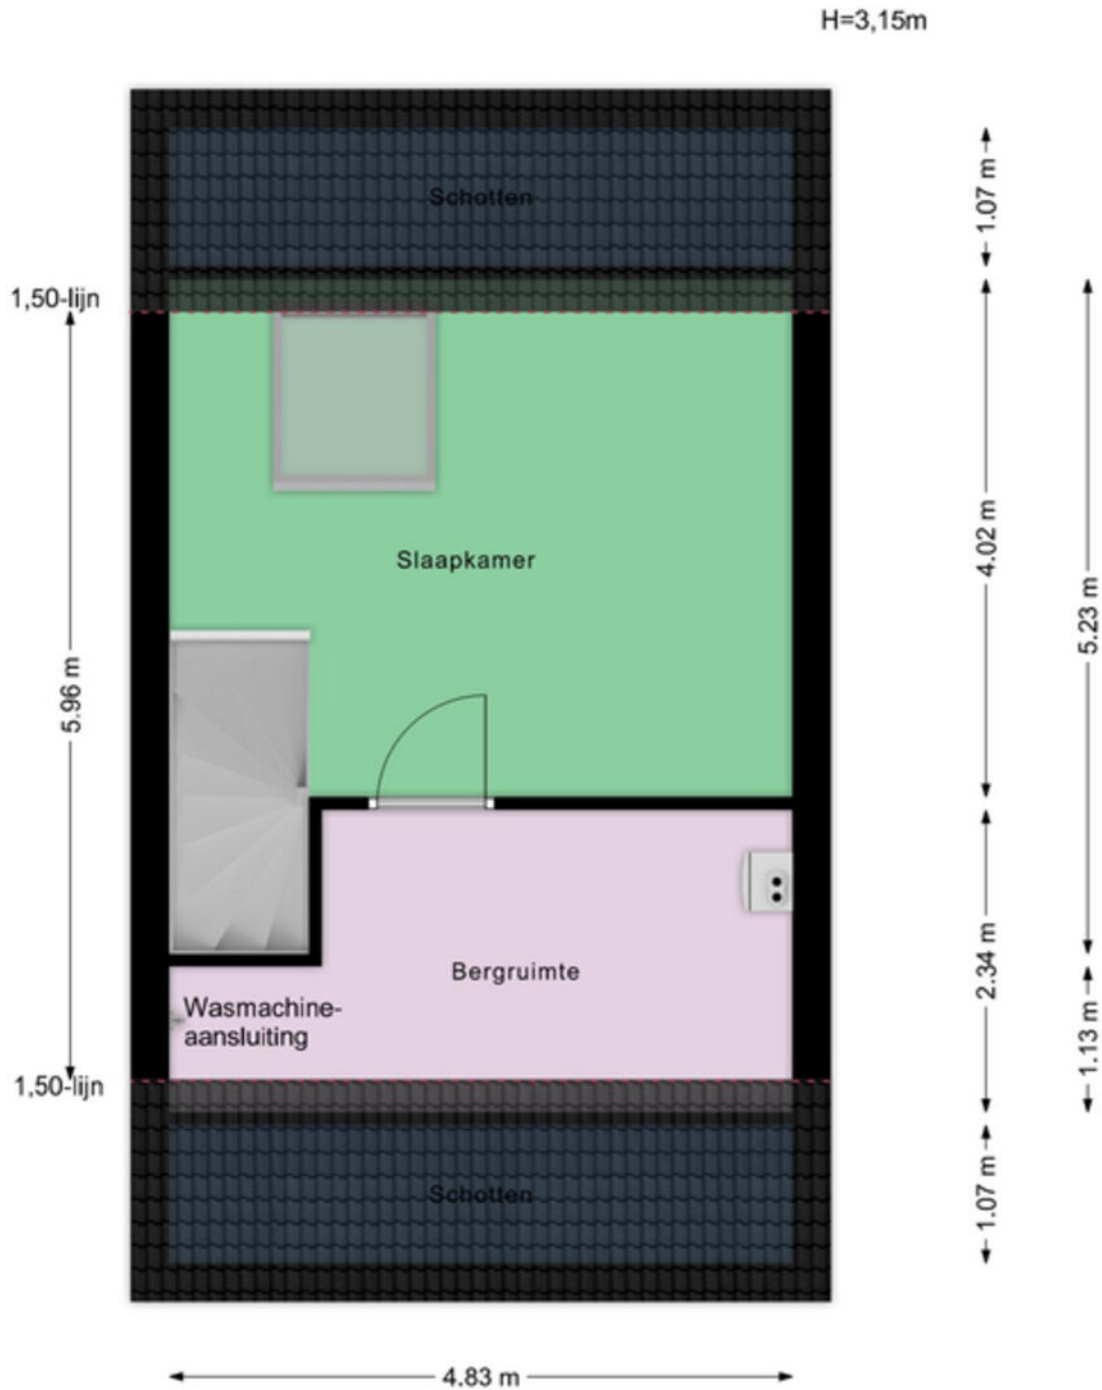 H=3,15m
Schotten
1.07 m
1,50-lijn
4.02 m
Slaapkamer
5.23 m
5.96 m
2.34 m
Bergruimte
Wasmachine-
aansluiting
1.13 m
1,50-lijn
Schotten
1.07 m
4.83 m